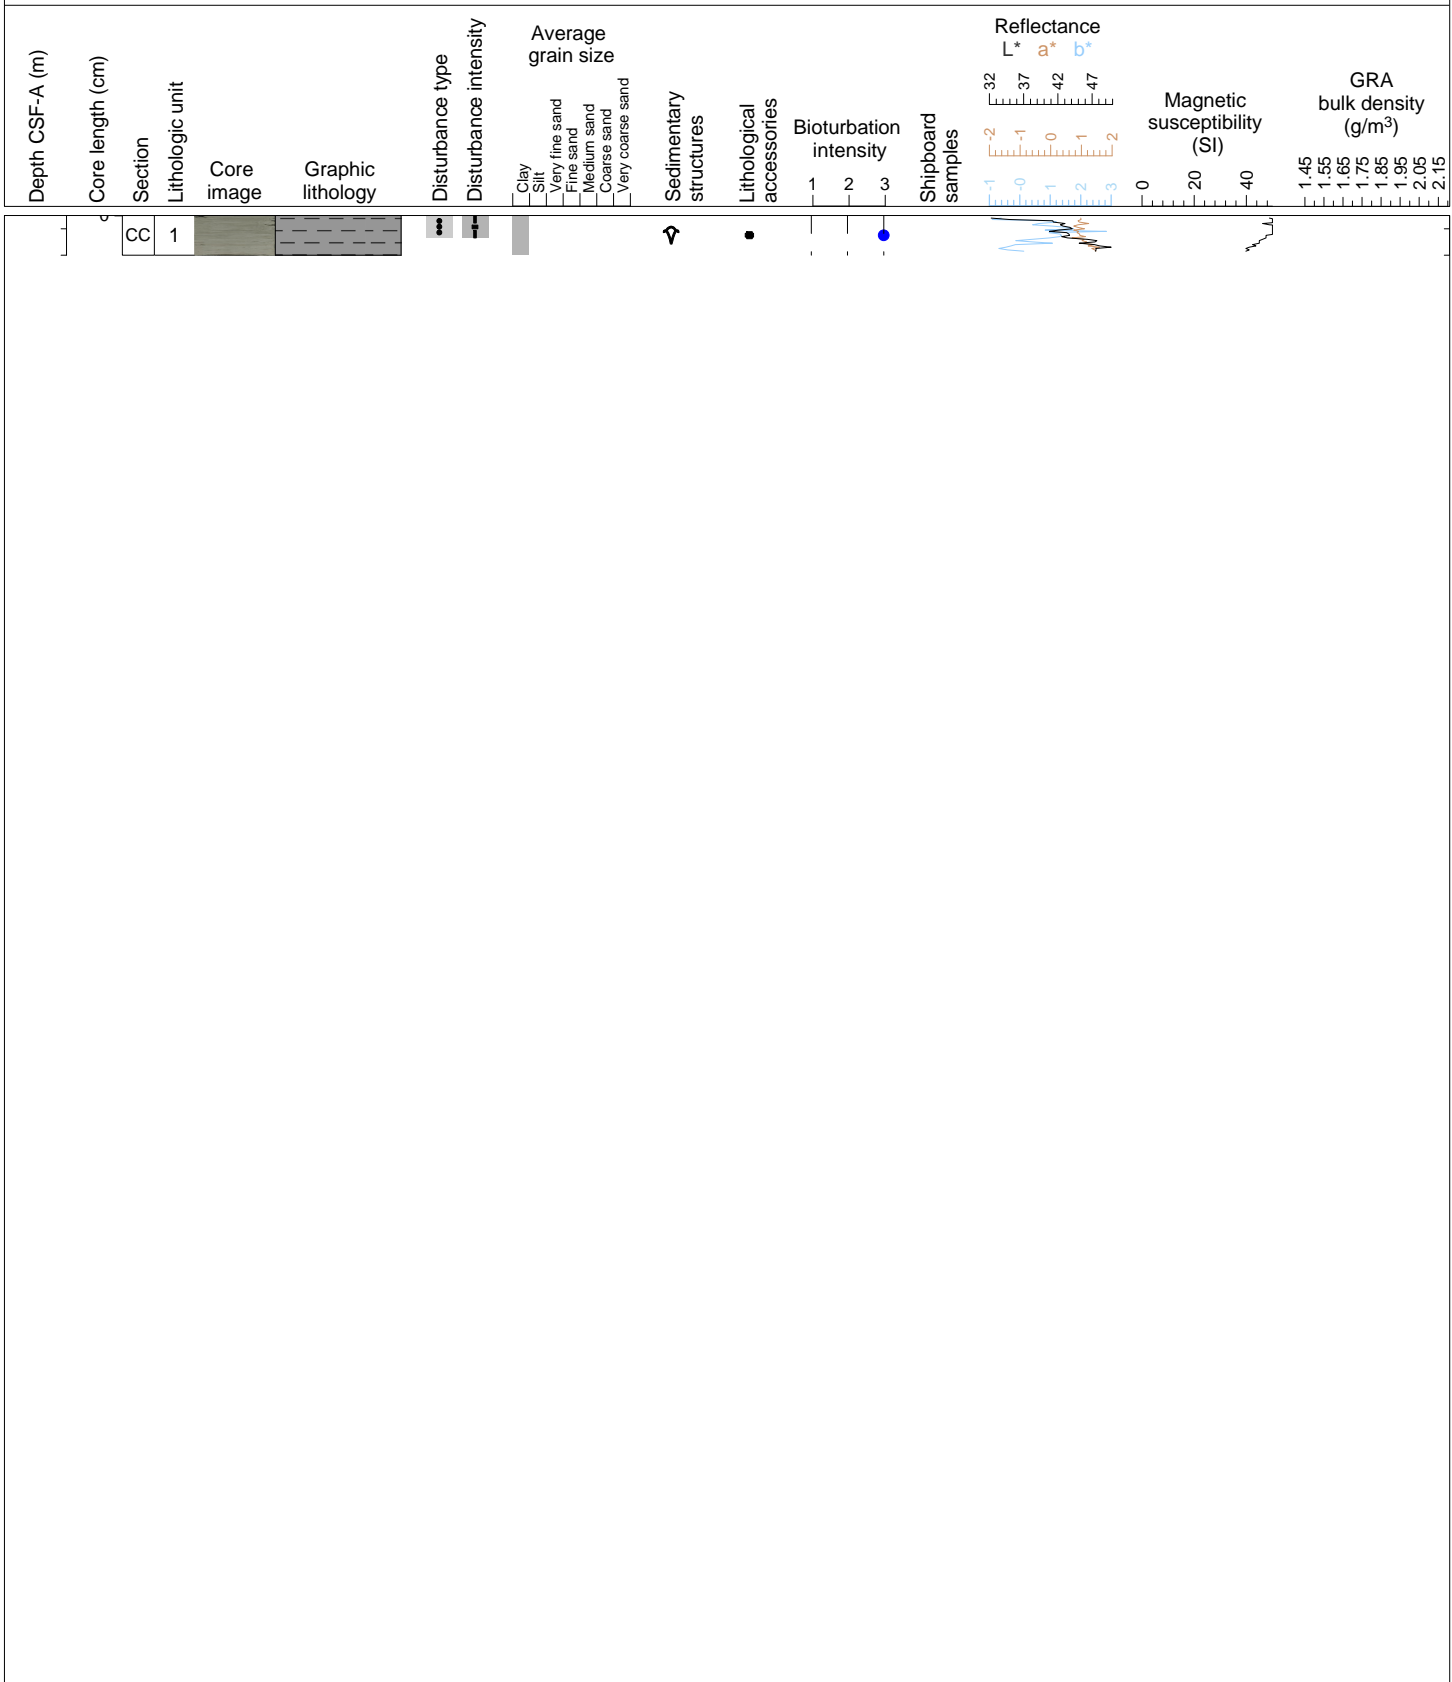 Depth CSF-A (m)
Core length (cm)
Section
Lithologic unit
Core
image
Graphic
lithology
Disturbance type
Disturbance intensity
Average
grain size
Clay
Silt
Very fine sand
Fine sand
Medium sand
Coarse sand
Very coarse sand
Sedimentary
structures
Lithological
accessories
Bioturbation
intensity
1 2 3
Shipboard
samples
Reflectance
L* a* b*
32 37 42 47
-2 -1 0 1 2
-1 -0 1 2 3
Magnetic
susceptibility
(SI)
0 20 40
GRA
bulk density
(g/m³)
1.45 1.55 1.65 1.75 1.85 1.95 2.05 2.15
CC 1